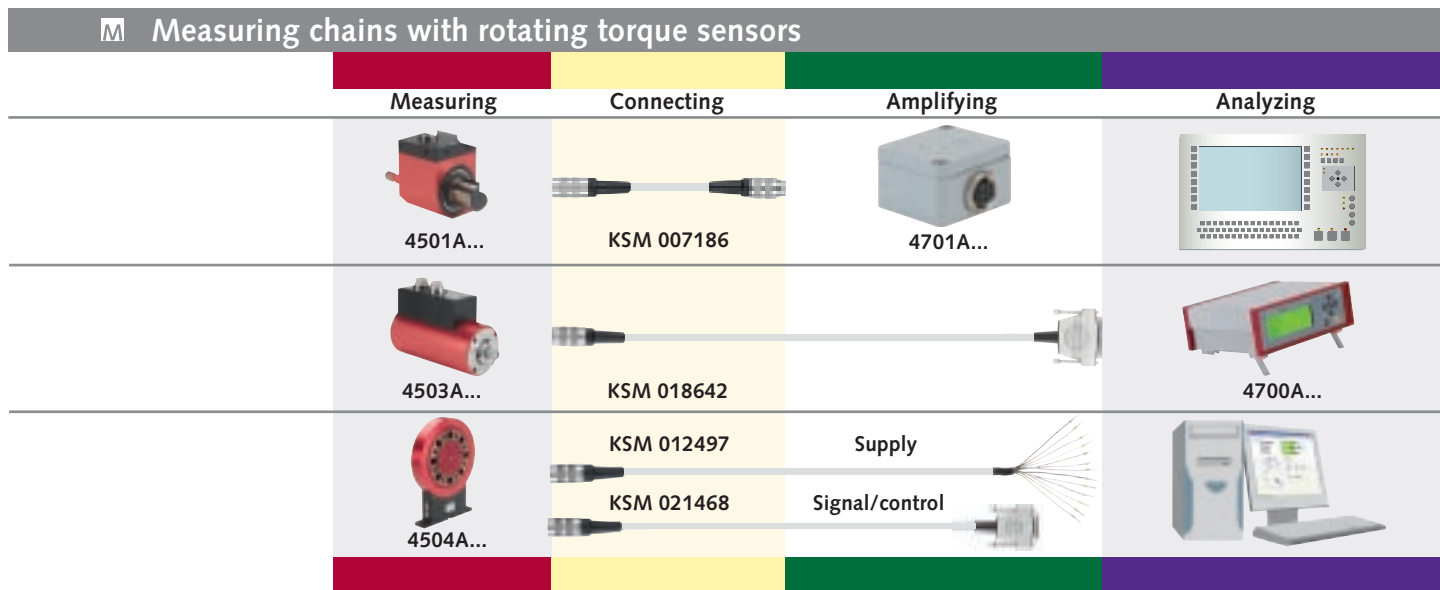 M Measuring chains with rotating torque sensors
Measuring Connecting Amplifying Analyzing
4501A... KSM 007186 4701A...
4503A... KSM 018642 4700A...
KSM 012497 Supply
KSM 021468 Signal/control
4504A...